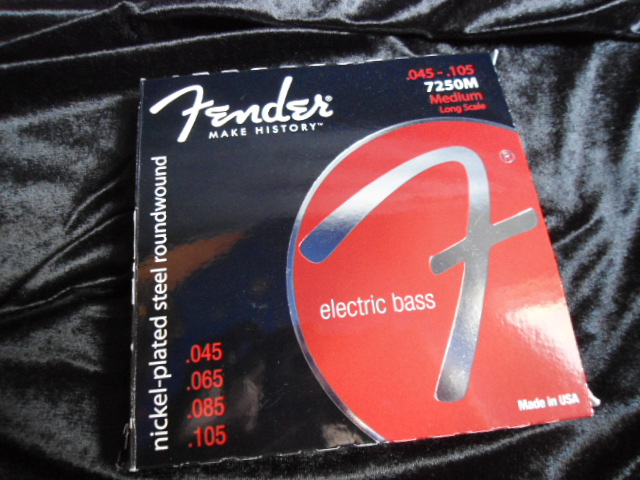 Fender®
MAKE HISTORY™
.045 - .105
7250M
Medium
Long Scale
nickel-plated steel roundwound
F
®
electric bass
.045
.065
.085
.105
Made in USA